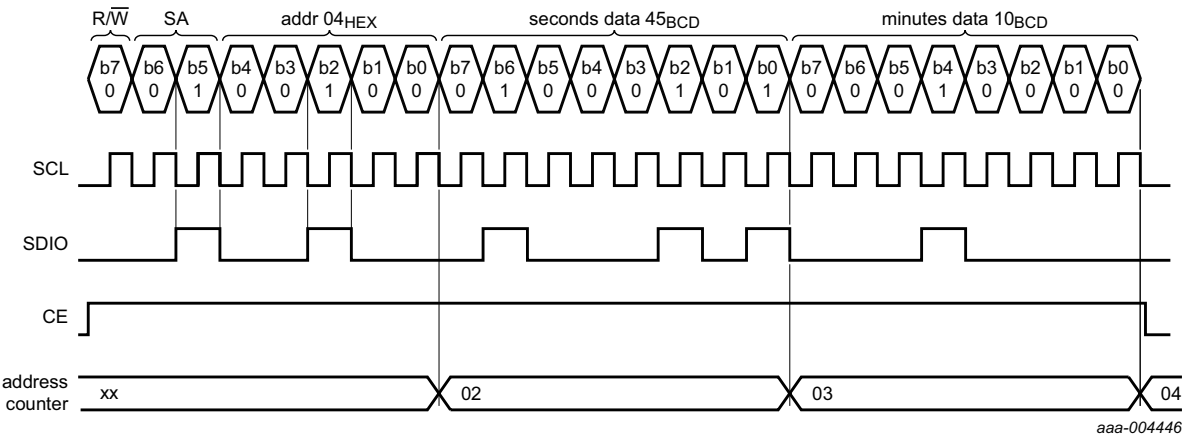 R/W SA addr 04HEX seconds data 45BCD minutes data 10BCD
b7 b6 b5 b4 b3 b2 b1 b0 b7 b6 b5 b4 b3 b2 b1 b0 b7 b6 b5 b4 b3 b2 b1 b0
0 0 1 0 0 1 0 0 0 1 0 0 0 1 0 1 0 0 0 1 0 0 0 0
SCL
SDIO
CE
address
counter
xx 02 03 04
aaa-004446